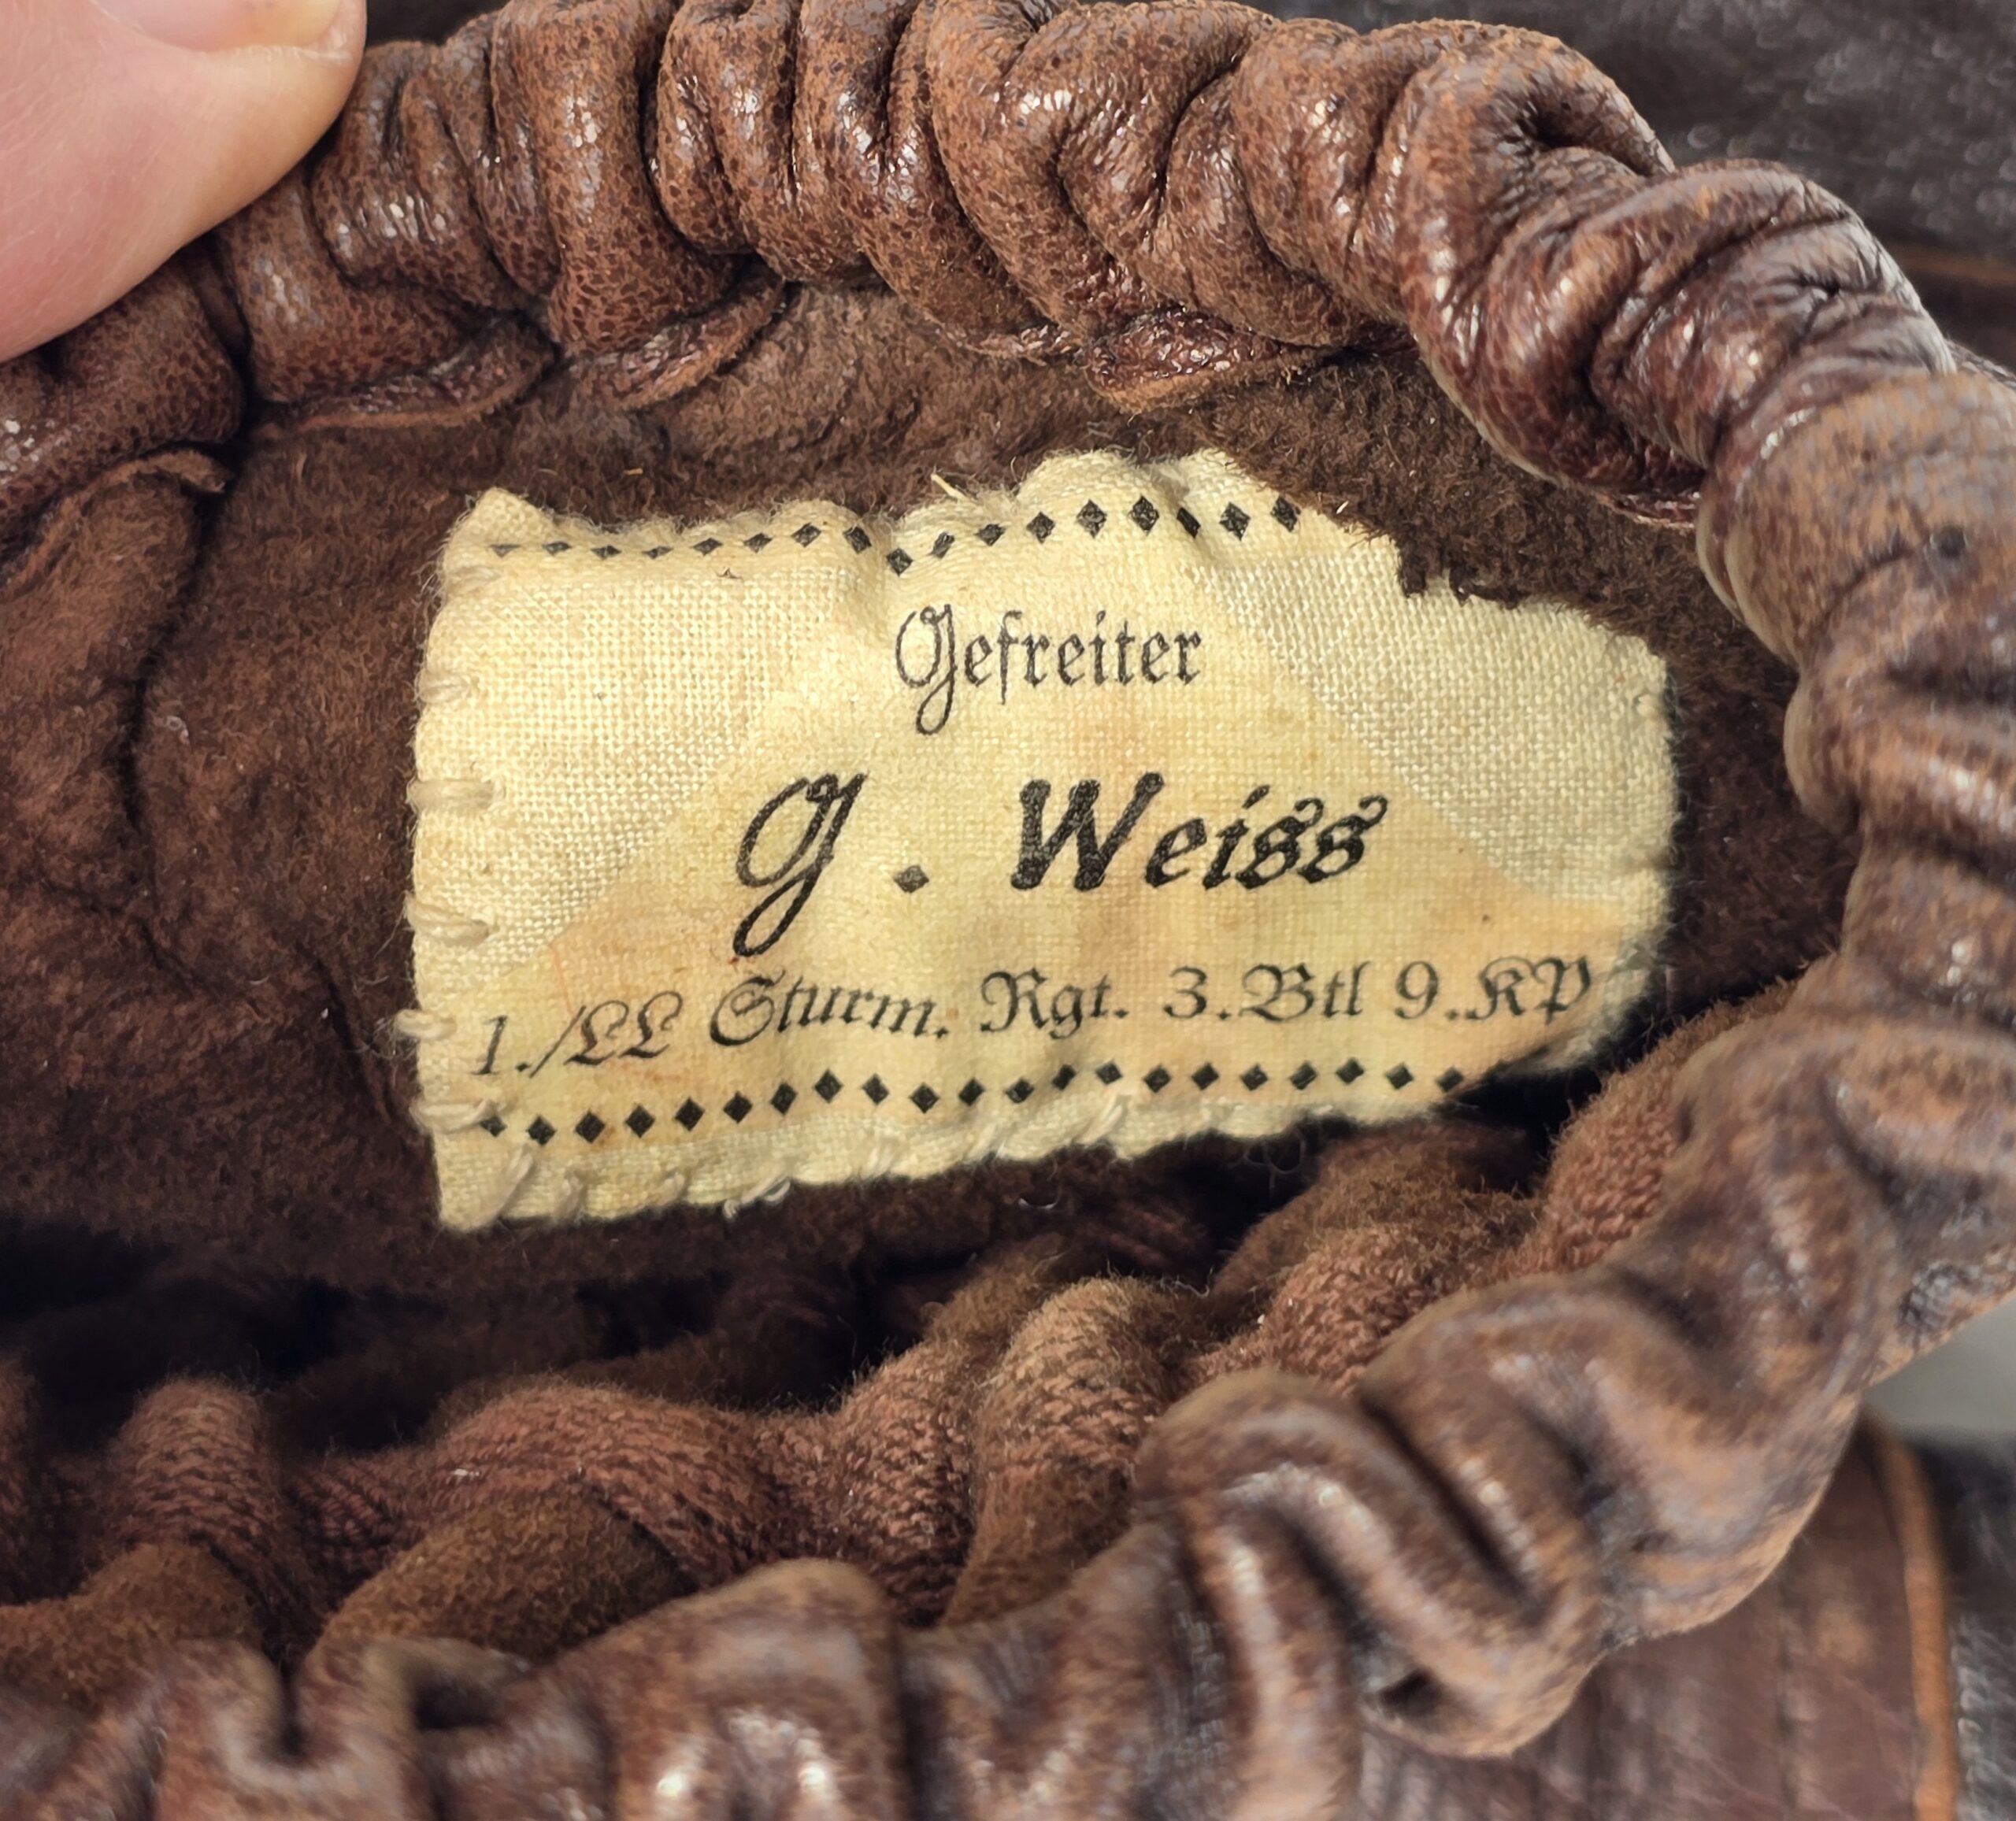 Gefreiter
G. Weiss
1./LL Sturm. Rgt. 3.Btl 9.KP